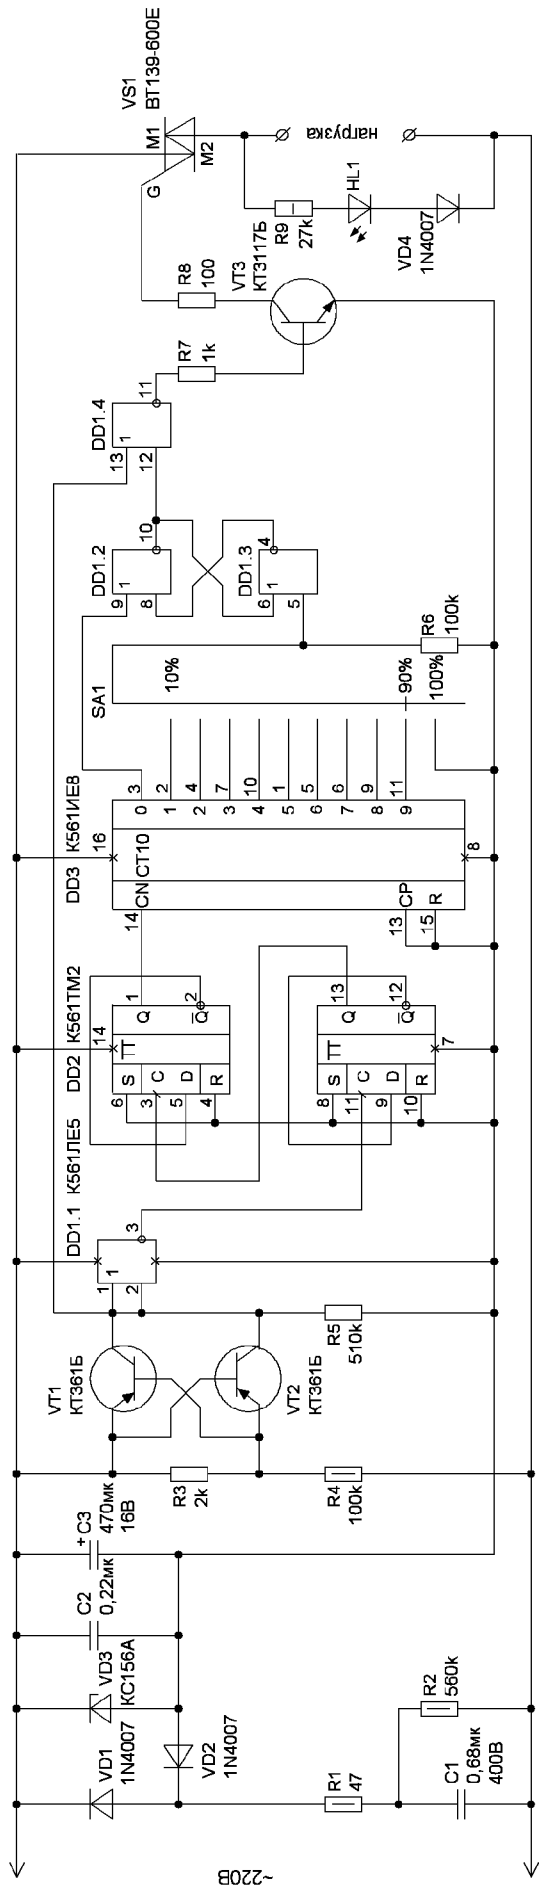 ~220В
C1
0,68мк
400В
R2
560k
R1
47
VD1
1N4007
VD2
1N4007
VD3
КС156А
C2
0,22мк
+ C3
470мк
16В
R3
2k
R4
100k
VT1
КТ361Б
VT2
КТ361Б
R5
510k
DD1.1 К561ЛЕ5
1
2
1
3
DD2 К561ТМ2
14
6
3
5
4
S
C
D
R
TT
Q
Q
1
2
8
11
9
10
S
C
D
R
TT
Q
Q
13
12
7
DD3 К561ИЕ8
16
14
CN
CT10
13
15
CP
R
8
0
1
2
3
4
5
6
7
8
9
3
2
4
7
10
1
5
6
9
11
SA1
10%
90%
100%
R6
100k
DD1.2
9
8
1
10
DD1.3
6
5
1
4
DD1.4
13
12
1
11
R7
1k
R8
100
VT3
КТ3117Б
VS1
BT139-600E
M1
M2
G
R9
27k
HL1
VD4
1N4007
нагрузка